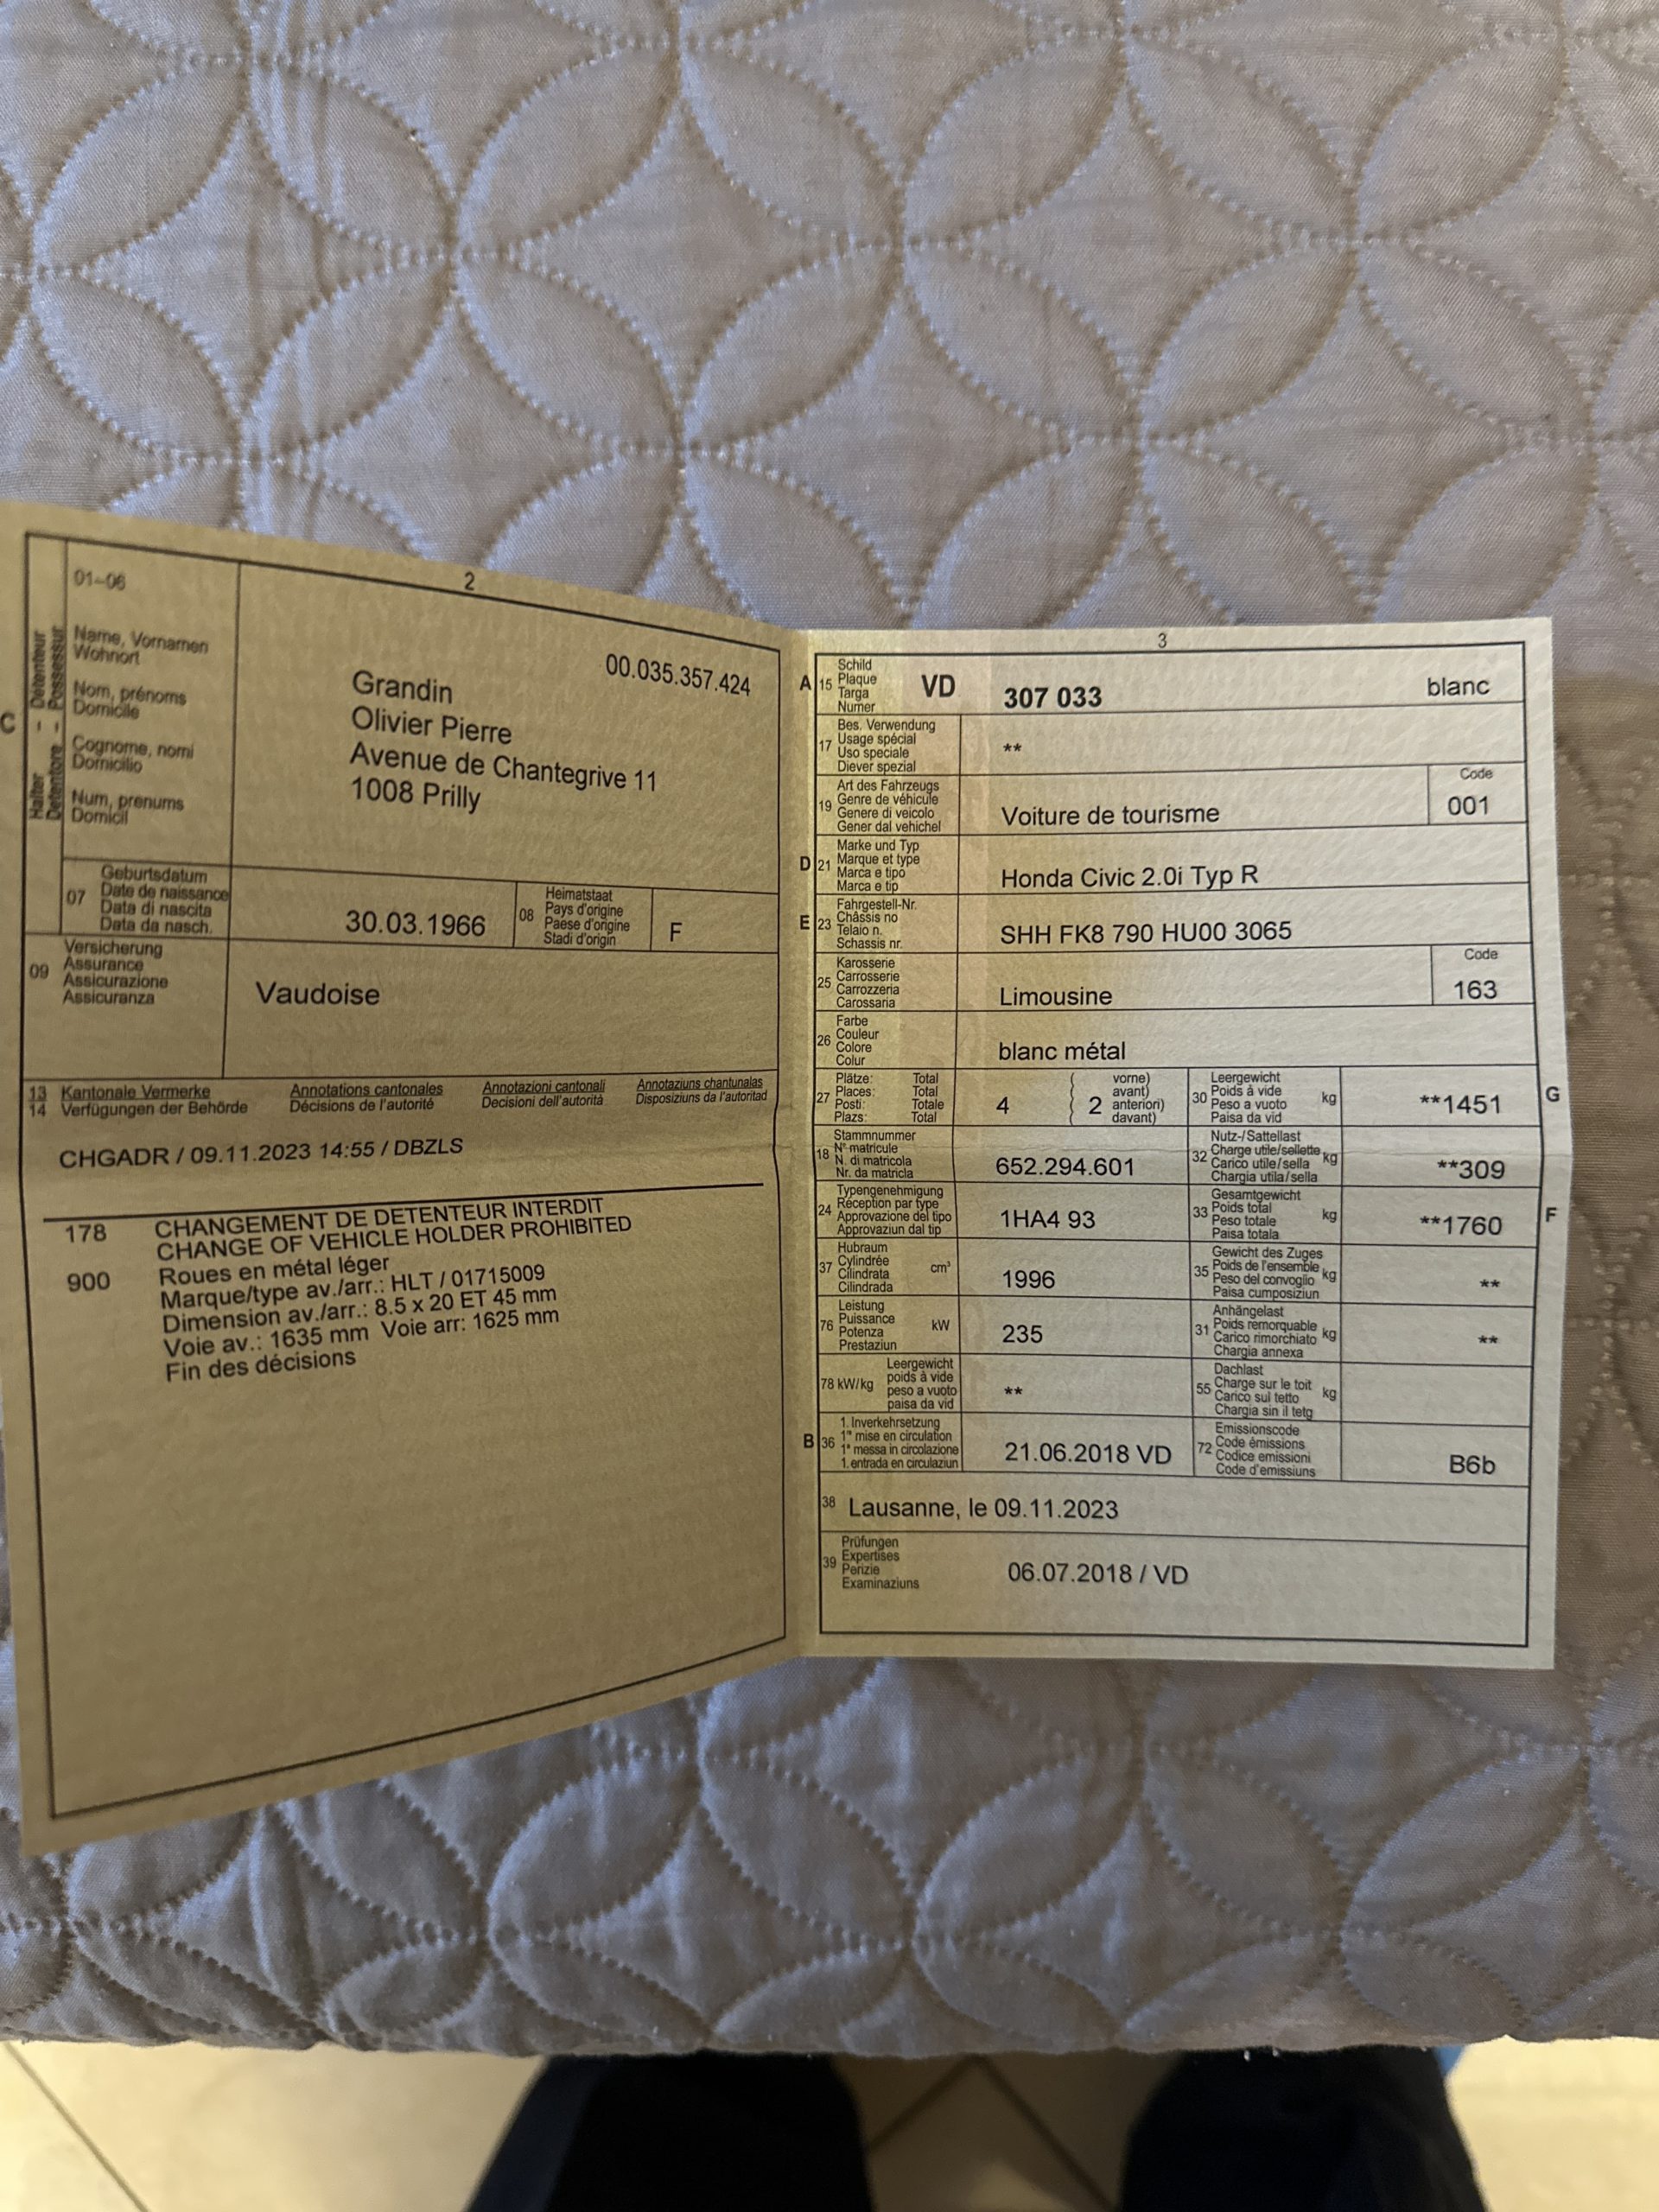 2
01–06
Name, Vornamen
Wohnort
Nom, prénoms
Domicile
Cognome, nomi
Domicilio
Num, prenums
Domicil
C
Halter – Detenteur
Detentore – Possessur
00.035.357.424
Grandin
Olivier Pierre
Avenue de Chantegrive 11
1008 Prilly
07
Geburtsdatum
Date de naissance
Data di nascita
Data da nasch.
30.03.1966
08
Heimatstaat
Pays d'origine
Paese d'origine
Stadi d'origin
F
09
Versicherung
Assurance
Assicurazione
Assicuranza
Vaudoise
13 Kantonale Vermerke Annotations cantonales Annotazioni cantonali Annotaziuns chantunalas
14 Verfügungen der Behörde Décisions de l'autorité Decisioni dell'autorità Disposiziuns da l'autoritad
CHGADR / 09.11.2023 14:55 / DBZLS
178 CHANGEMENT DE DETENTEUR INTERDIT
CHANGE OF VEHICLE HOLDER PROHIBITED
900 Roues en métal léger
Marque/type av./arr.: HLT / 01715009
Dimension av./arr.: 8.5 x 20 ET 45 mm
Voie av.: 1635 mm Voie arr: 1625 mm
Fin des décisions
3
A 15
Schild
Plaque
Targa
Numer
VD 307 033 blanc
17
Bes. Verwendung
Usage spécial
Uso speciale
Diever spezial
**
19
Art des Fahrzeugs
Genre de véhicule
Genere di veicolo
Gener dal vehichel
Voiture de tourisme
Code
001
D 21
Marke und Typ
Marque et type
Marca e tipo
Marca e tip
Honda Civic 2.0i Typ R
E 23
Fahrgestell-Nr.
Châssis no
Telaio n.
Schassis nr.
SHH FK8 790 HU00 3065
25
Karosserie
Carrosserie
Carrozzeria
Carossaria
Limousine
Code
163
26
Farbe
Couleur
Colore
Colur
blanc métal
27
Plätze: Total
Places: Total
Posti: Totale
Plazs: Total
4
( vorne)
avant)
( 2 anteriori)
davant)
30
Leergewicht
Poids à vide
Peso a vuoto
Paisa da vid
kg
**1451
G
18
Stammnummer
N° matricule
N. di matricola
Nr. da matricla
652.294.601
32
Nutz-/Sattellast
Charge utile/sellette
Carico utile/sella
Chargia utila/sella
kg
**309
24
Typengenehmigung
Réception par type
Approvazione del tipo
Approvaziun dal tip
1HA4 93
33
Gesamtgewicht
Poids total
Peso totale
Paisa totala
kg
**1760
F
37
Hubraum
Cylindrée
Cilindrata
Cilindrada
cm³
1996
35
Gewicht des Zuges
Poids de l'ensemble
Peso del convoglio
Paisa cumposiziun
kg
**
76
Leistung
Puissance
Potenza
Prestaziun
kW
235
31
Anhängelast
Poids remorquable
Carico rimorchiato
Chargia annexa
kg
**
78 kW/kg
Leergewicht
poids à vide
peso a vuoto
paisa da vid
**
55
Dachlast
Charge sur le toit
Carico sul tetto
Chargia sin il tetg
kg
B 36
1. Inverkehrsetzung
1re mise en circulation
1a messa in circolazione
1. entrada en circulaziun
21.06.2018 VD
72
Emissionscode
Code émissions
Codice emissioni
Code d'emissiuns
B6b
38 Lausanne, le 09.11.2023
39
Prüfungen
Expertises
Perizie
Examinaziuns
06.07.2018 / VD